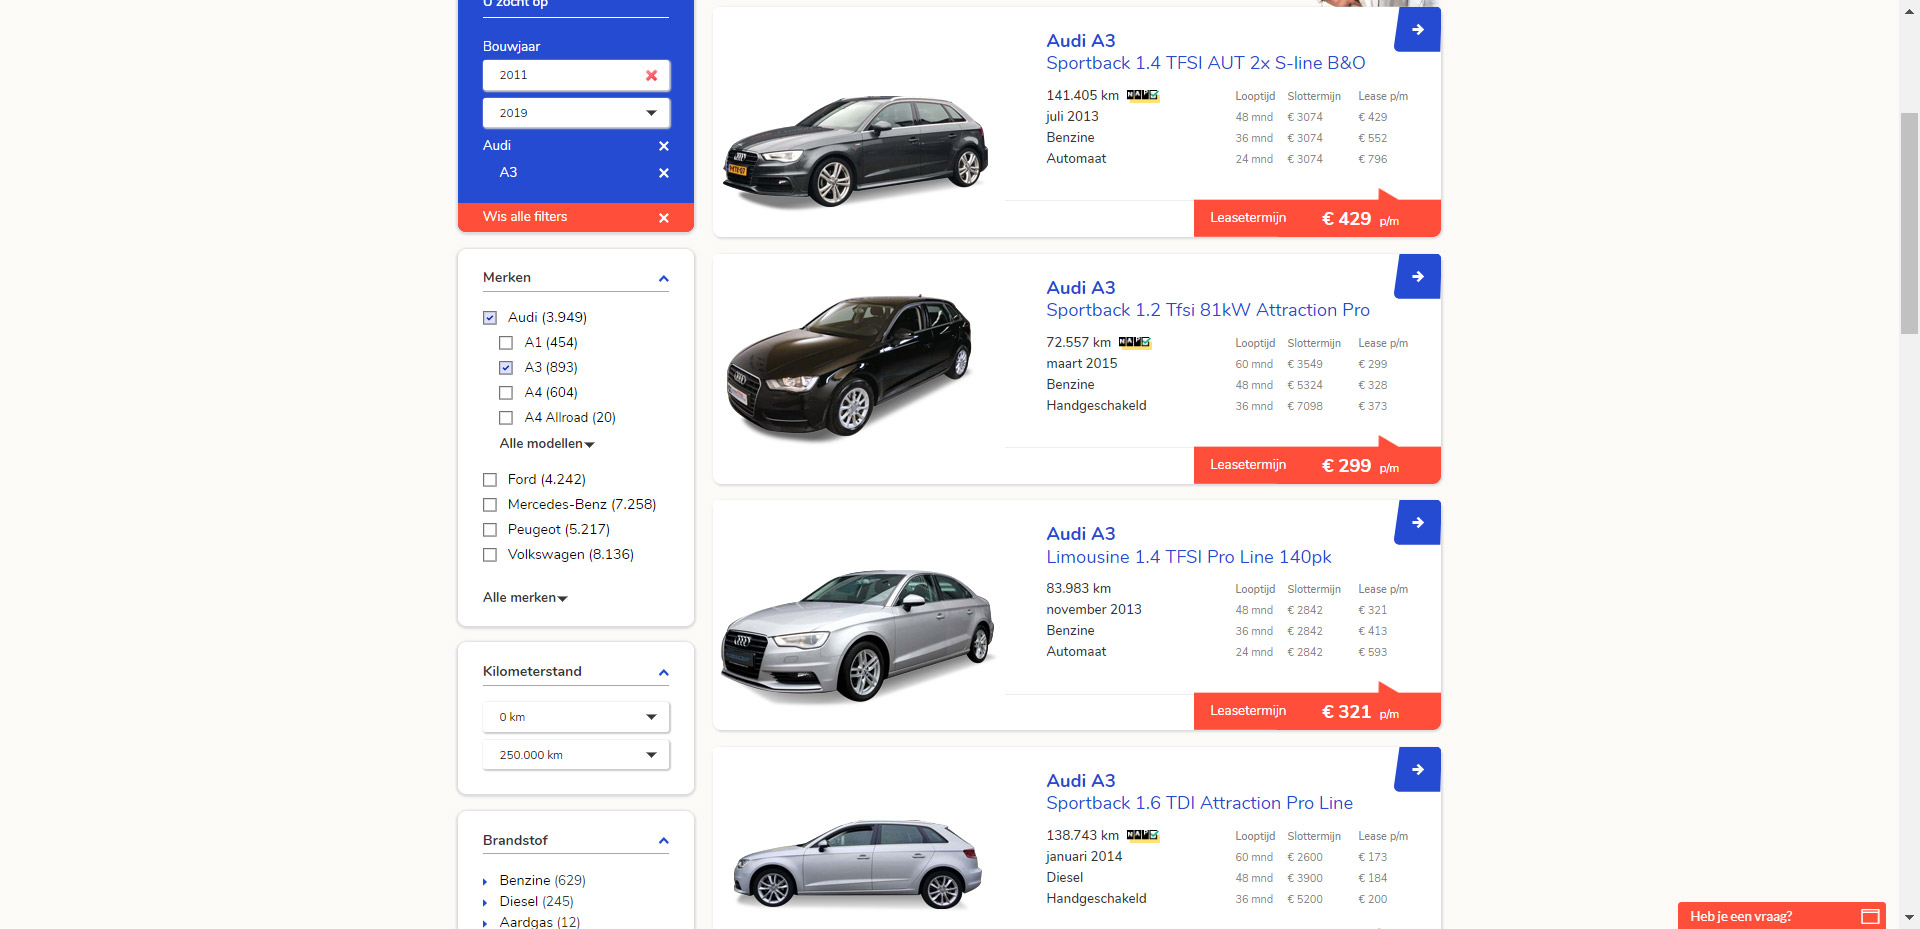 U zocht op
Bouwjaar
2011
2019
Audi
A3
Wis alle filters
Merken
Audi (3.949)
A1 (454)
A3 (893)
A4 (604)
A4 Allroad (20)
Alle modellen
Ford (4.242)
Mercedes-Benz (7.258)
Peugeot (5.217)
Volkswagen (8.136)
Alle merken
Kilometerstand
0 km
250.000 km
Brandstof
Benzine (629)
Diesel (245)
Aardgas (12)
Audi A3
Sportback 1.4 TFSI AUT 2x S-line B&O
141.405 km NAP
juli 2013
Benzine
Automaat
Looptijd Slottermijn Lease p/m
48 mnd € 3074 € 429
36 mnd € 3074 € 552
24 mnd € 3074 € 796
Leasetermijn € 429 p/m
Audi A3
Sportback 1.2 Tfsi 81kW Attraction Pro
72.557 km NAP
maart 2015
Benzine
Handgeschakeld
Looptijd Slottermijn Lease p/m
60 mnd € 3549 € 299
48 mnd € 5324 € 328
36 mnd € 7098 € 373
Leasetermijn € 299 p/m
Audi A3
Limousine 1.4 TFSI Pro Line 140pk
83.983 km
november 2013
Benzine
Automaat
Looptijd Slottermijn Lease p/m
48 mnd € 2842 € 321
36 mnd € 2842 € 413
24 mnd € 2842 € 593
Leasetermijn € 321 p/m
Audi A3
Sportback 1.6 TDI Attraction Pro Line
138.743 km NAP
januari 2014
Diesel
Handgeschakeld
Looptijd Slottermijn Lease p/m
60 mnd € 2600 € 173
48 mnd € 3900 € 184
36 mnd € 5200 € 200
Heb je een vraag?